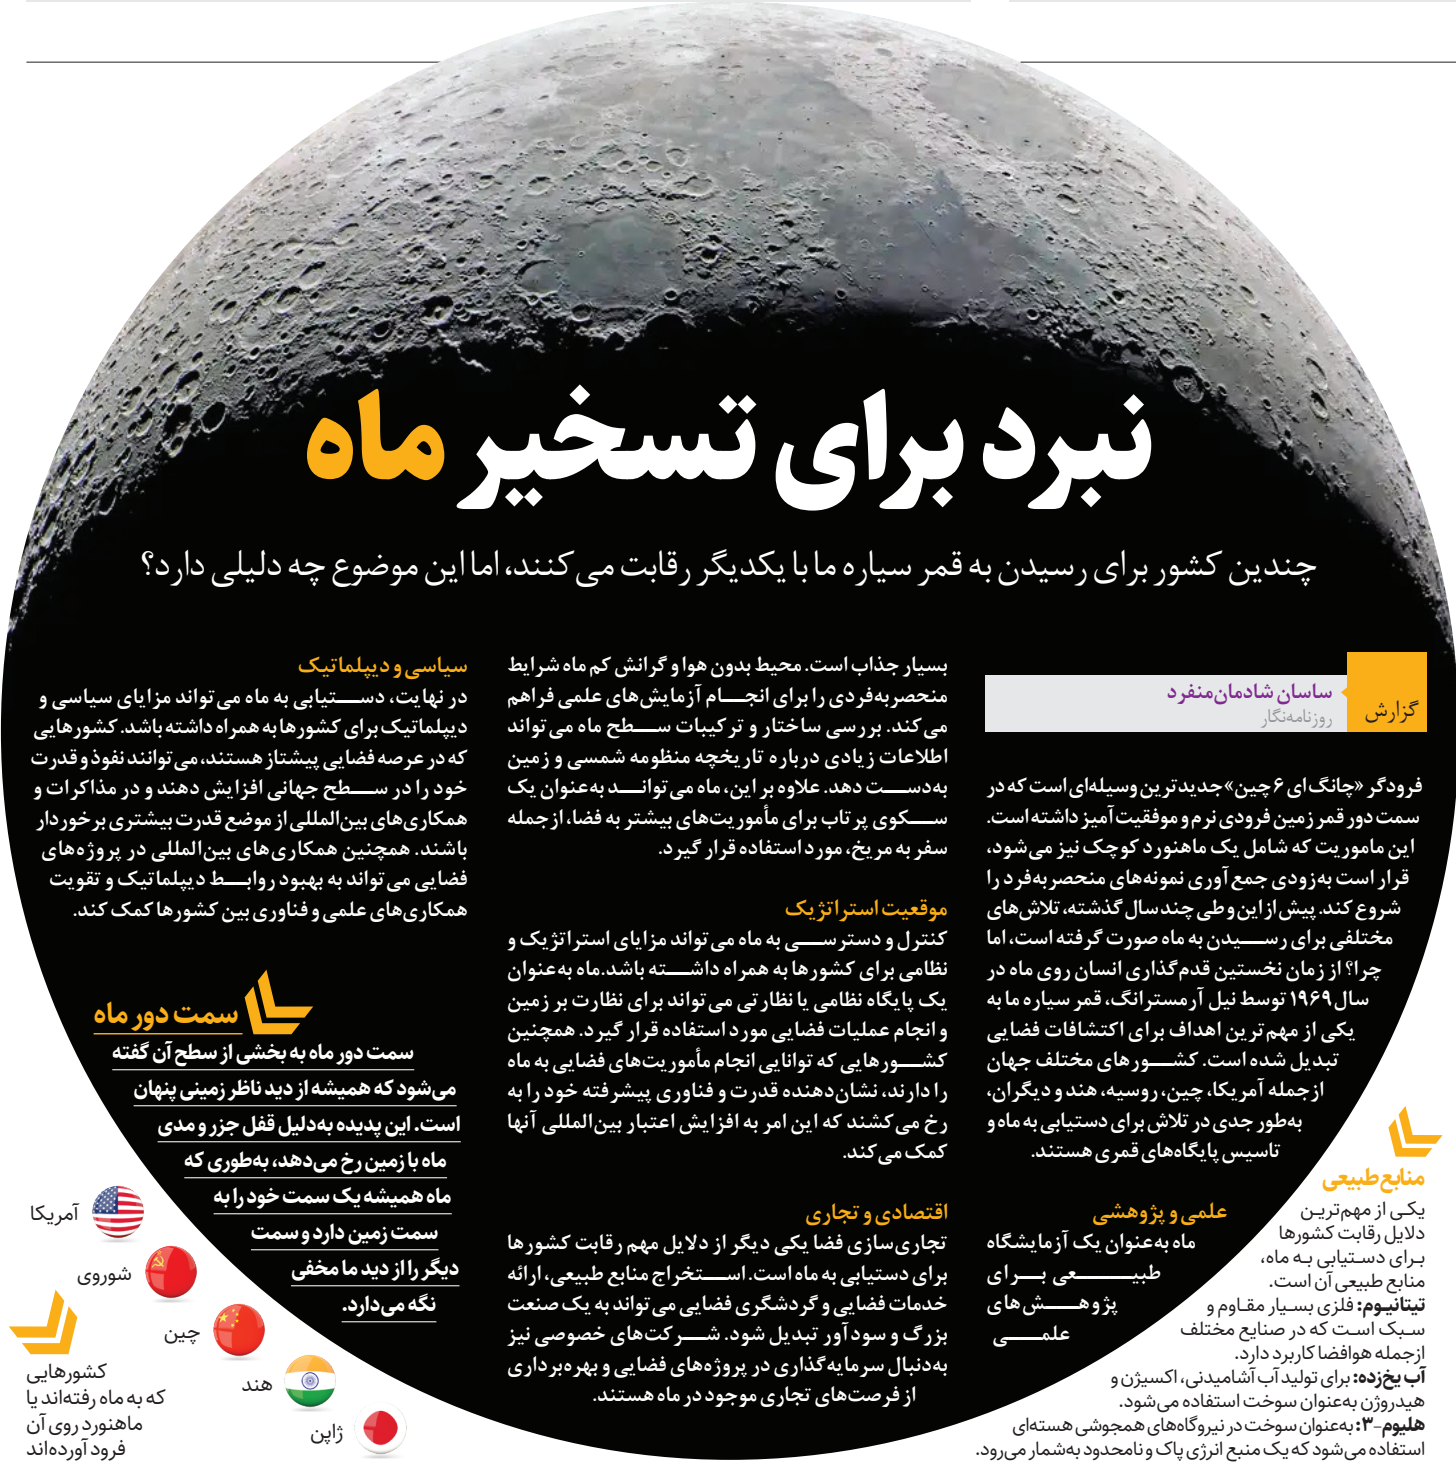 نبرد برای تسخیر ماه
چندین کشور برای رسیدن به قمر سیاره ما با یکدیگر رقابت می‌کنند، اما این موضوع چه دلیلی دارد؟
گزارش
ساسان شادمان‌منفرد
روزنامه‌نگار
فرودگر «چانگ‌ای ۶ چین» جدیدترین وسیله‌ای است که در
سمت دور قمر زمین فرودی نرم و موفقیت‌آمیز داشته است.
این ماموریت که شامل یک ماهنورد کوچک نیز می‌شود،
قرار است به‌زودی جمع‌آوری نمونه‌های منحصربه‌فرد را
شروع کند. پیش از این و طی چند سال گذشته، تلاش‌های
مختلفی برای رسیدن به ماه صورت گرفته است، اما
چرا؟ از زمان نخستین قدم‌گذاری انسان روی ماه در
سال ۱۹۶۹ توسط نیل آرمسترانگ، قمر سیاره ما به
یکی از مهم‌ترین اهداف برای اکتشافات فضایی
تبدیل شده است. کشورهای مختلف جهان
ازجمله آمریکا، چین، روسیه، هند و دیگران،
به‌طور جدی در تلاش برای دستیابی به ماه و
تاسیس پایگاه‌های قمری هستند.
علمی و پژوهشی
ماه به‌عنوان یک آزمایشگاه
طبیعی برای
پژوهش‌های
علمی
بسیار جذاب است. محیط بدون هوا و گرانش کم ماه شرایط
منحصربه‌فردی را برای انجام آزمایش‌های علمی فراهم
می‌کند. بررسی ساختار و ترکیبات سطح ماه می‌تواند
اطلاعات زیادی درباره تاریخچه منظومه شمسی و زمین
به‌دست دهد. علاوه بر این، ماه می‌تواند به‌عنوان یک
سکوی پرتاب برای مأموریت‌های بیشتر به فضا، ازجمله
سفر به مریخ، مورد استفاده قرار گیرد.
موقعیت استراتژیک
کنترل و دسترسی به ماه می‌تواند مزایای استراتژیک و
نظامی برای کشورها به همراه داشته باشد.ماه به‌عنوان
یک پایگاه نظامی یا نظارتی می‌تواند برای نظارت بر زمین
و انجام عملیات فضایی مورد استفاده قرار گیرد. همچنین
کشورهایی که توانایی انجام مأموریت‌های فضایی به ماه
را دارند، نشان‌دهنده قدرت و فناوری پیشرفته خود را به
رخ می‌کشند که این امر به افزایش اعتبار بین‌المللی آنها
کمک می‌کند.
اقتصادی و تجاری
تجاری‌سازی فضا یکی دیگر از دلایل مهم رقابت کشورها
برای دستیابی به ماه است. استخراج منابع طبیعی، ارائه
خدمات فضایی و گردشگری فضایی می‌تواند به یک صنعت
بزرگ و سودآور تبدیل شود. شرکت‌های خصوصی نیز
به‌دنبال سرمایه‌گذاری در پروژه‌های فضایی و بهره‌برداری
از فرصت‌های تجاری موجود در ماه هستند.
سیاسی و دیپلماتیک
در نهایت، دستیابی به ماه می‌تواند مزایای سیاسی و
دیپلماتیک برای کشورها به همراه داشته باشد. کشورهایی
که در عرصه فضایی پیشتاز هستند، می‌توانند نفوذ و قدرت
خود را در سطح جهانی افزایش دهند و در مذاکرات و
همکاری‌های بین‌المللی از موضع قدرت بیشتری برخوردار
باشند. همچنین همکاری‌های بین‌المللی در پروژه‌های
فضایی می‌تواند به بهبود روابط دیپلماتیک و تقویت
همکاری‌های علمی و فناوری بین کشورها کمک کند.
سمت دور ماه
سمت دور ماه به بخشی از سطح آن گفته
می‌شود که همیشه از دید ناظر زمینی پنهان
است. این پدیده به‌دلیل قفل جزر و مدی
ماه با زمین رخ می‌دهد، به‌طوری که
ماه همیشه یک سمت خود را به
سمت زمین دارد و سمت
دیگر را از دید ما مخفی
نگه می‌دارد.
منابع طبیعی
یکی از مهم‌ترین
دلایل رقابت کشورها
برای دستیابی به ماه،
منابع طبیعی آن است.
تیتانیوم: فلزی بسیار مقاوم و
سبک است که در صنایع مختلف
ازجمله هوافضا کاربرد دارد.
آب یخ‌زده: برای تولید آب آشامیدنی، اکسیژن و
هیدروژن به‌عنوان سوخت استفاده می‌شود.
هلیوم-۳: به‌عنوان سوخت در نیروگاه‌های همجوشی هسته‌ای
استفاده می‌شود که یک منبع انرژی پاک و نامحدود به‌شمار می‌رود.
آمریکا
شوروی
چین
هند
ژاپن
کشورهایی
که به ماه رفته‌اند یا
ماهنورد روی آن
فرود آورده‌اند